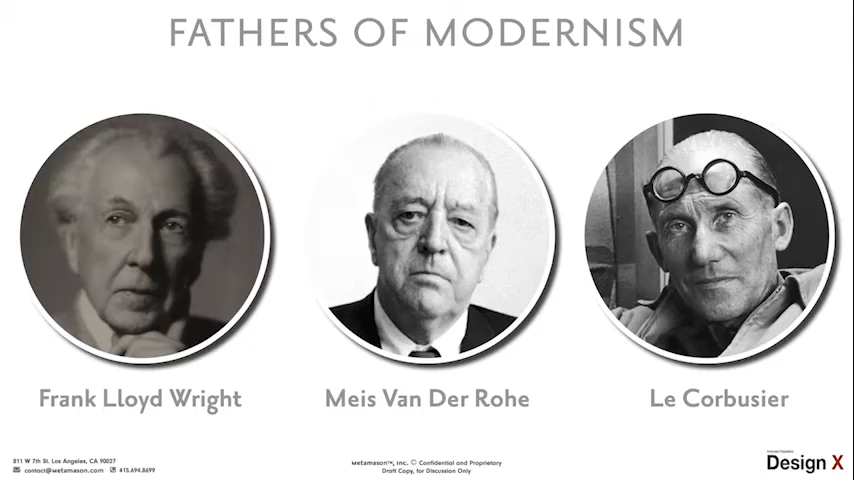 FATHERS OF MODERNISM
Frank Lloyd Wright
Meis Van Der Rohe
Le Corbusier
811 W 7th St. Los Angeles, CA 90027
contact@Metamason.com 415.694.8699
Metamason™, Inc. © Confidential and Proprietary
Draft Copy, for Discussion Only
Design X